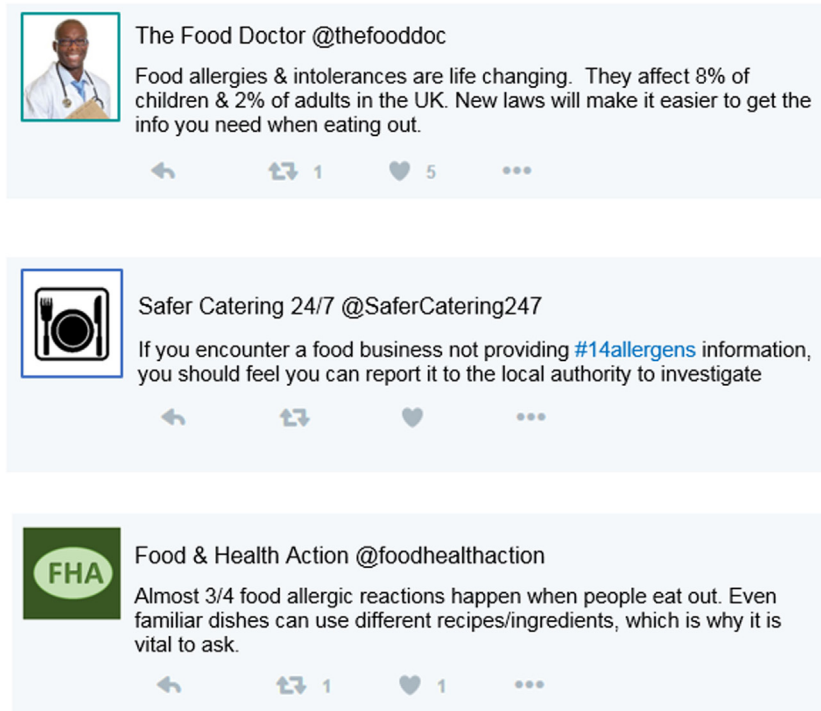 The Food Doctor @thefooddoc
Food allergies & intolerances are life changing.  They affect 8% of
children & 2% of adults in the UK. New laws will make it easier to get the
info you need when eating out.
1 5
Safer Catering 24/7 @SaferCatering247
If you encounter a food business not providing #14allergens information,
you should feel you can report it to the local authority to investigate
FHA
Food & Health Action @foodhealthaction
Almost 3/4 food allergic reactions happen when people eat out. Even
familiar dishes can use different recipes/ingredients, which is why it is
vital to ask.
1 1